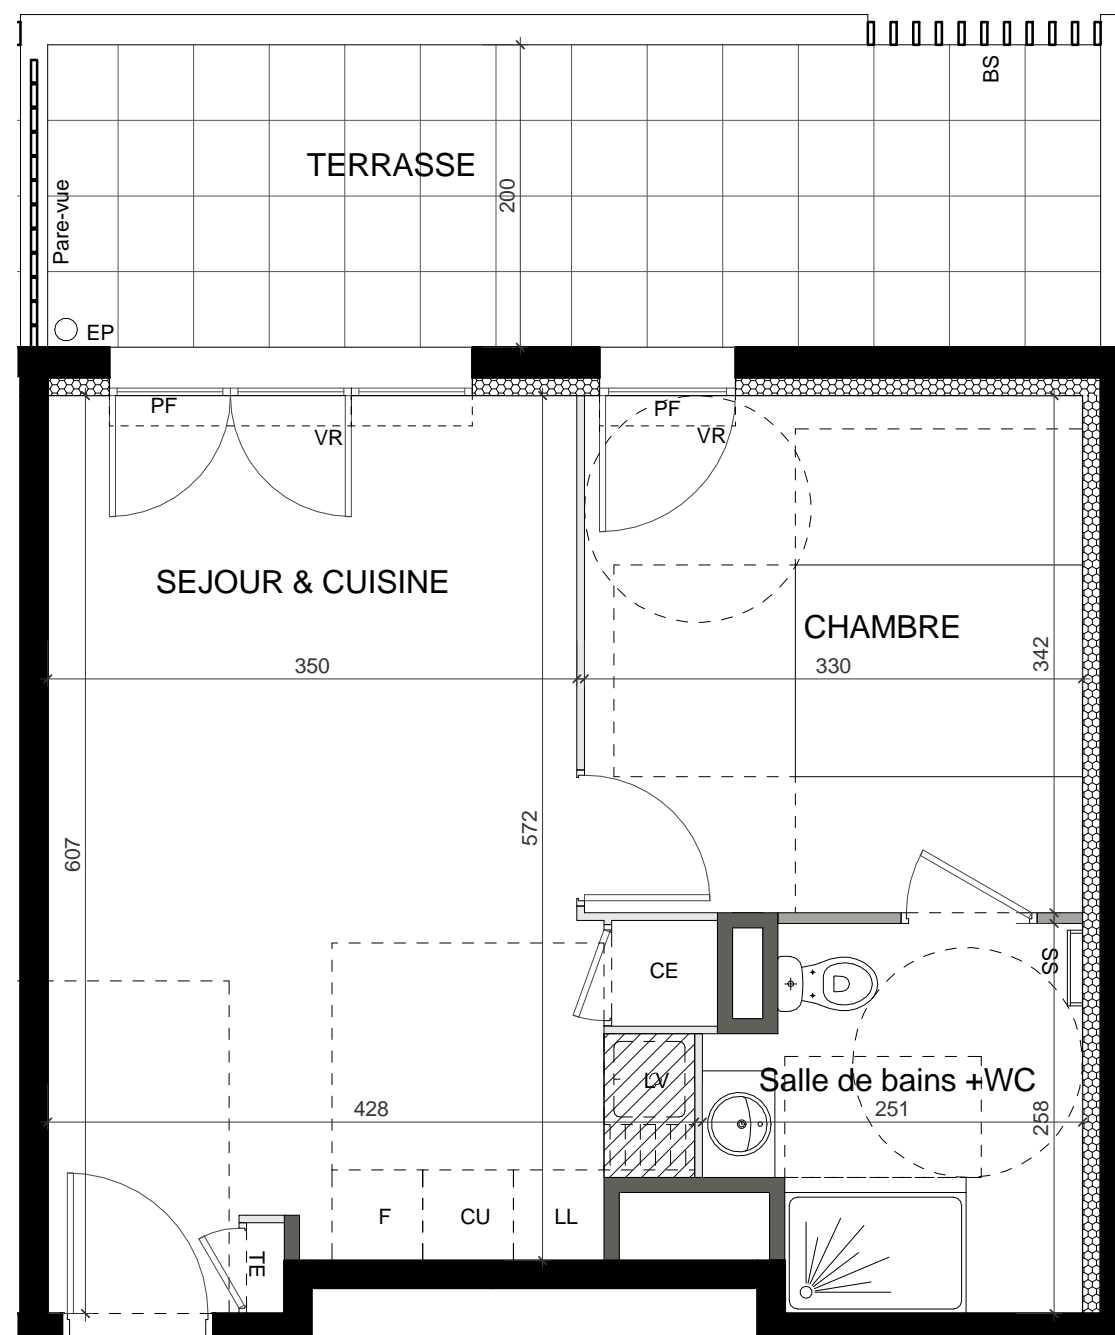 BS
TERRASSE
200
Pare-vue
EP
PF
VR
PF
VR
SEJOUR & CUISINE
CHAMBRE
350
330
342
607
572
CE
SS
LV
Salle de bains +WC
428
251
258
F
CU
LL
TE